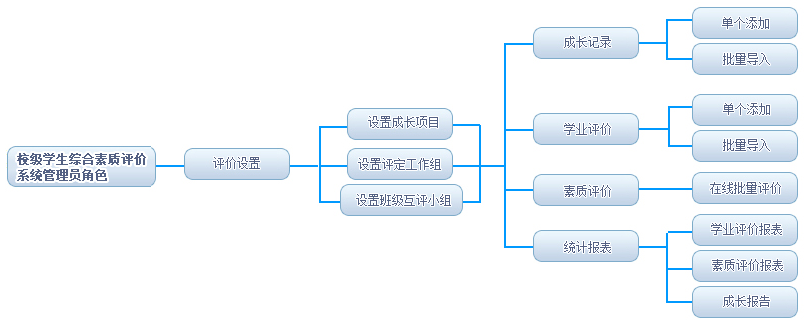 校级学生综合素质评价
系统管理员角色
评价设置
设置成长项目
设置评定工作组
设置班级互评小组
成长记录
单个添加
批量导入
学业评价
单个添加
批量导入
素质评价
在线批量评价
统计报表
学业评价报表
素质评价报表
成长报告